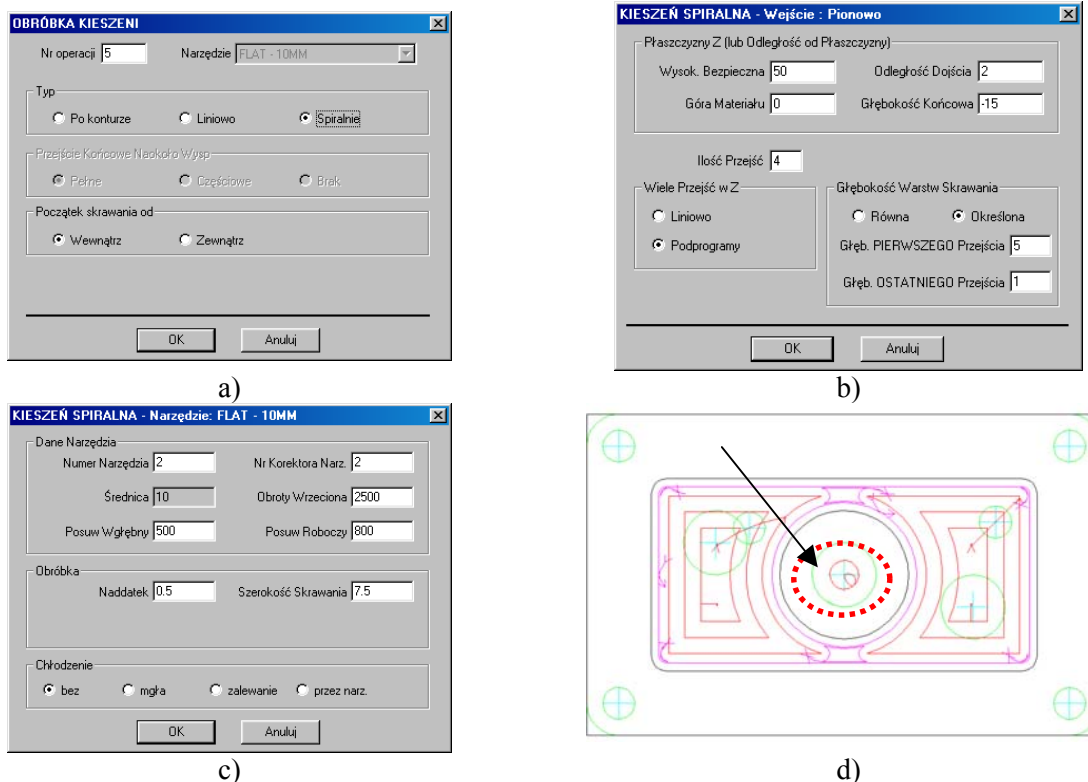 OBRÓBKA KIESZENI
Nr operacji 5 Narzędzie FLAT - 10MM
Typ
Po konturze Liniowo Spiralnie
Przejście Końcowe Naokoło Wysp
Pełne Częściowe Brak
Początek skrawania od
Wewnątrz Zewnątrz
OK Anuluj
a)
KIESZEŃ SPIRALNA - Wejście : Pionowo
Płaszczyzny Z (lub Odległość od Płaszczyzny)
Wysok. Bezpieczna 50 Odległość Dojścia 2
Góra Materiału 0 Głębokość Końcowa -15
Ilość Przejść 4
Wiele Przejść w Z
Liniowo
Podprogramy
Głębokość Warstw Skrawania
Równa Określona
Głęb. PIERWSZEGO Przejścia 5
Głęb. OSTATNIEGO Przejścia 1
OK Anuluj
b)
KIESZEŃ SPIRALNA - Narzędzie: FLAT - 10MM
Dane Narzędzia
Numer Narzędzia 2 Nr Korektora Narz. 2
Średnica 10 Obroty Wrzeciona 2500
Posuw Wgłębny 500 Posuw Roboczy 800
Obróbka
Naddatek 0.5 Szerokość Skrawania 7.5
Chłodzenie
bez mgła zalewanie przez narz.
OK Anuluj
c)
d)